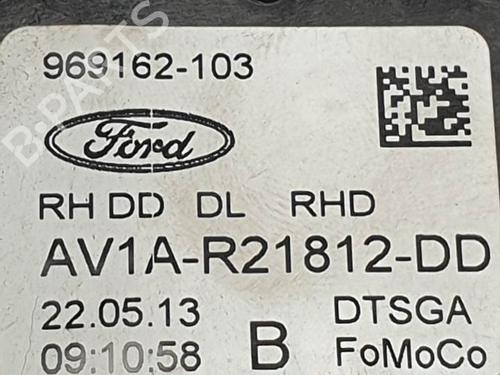 969162-103
Ford
RH DD DL RHD
AV1A-R21812-DD
22.05.13 DTSGA
09:10:58 B FoMoCo
B-PARTS